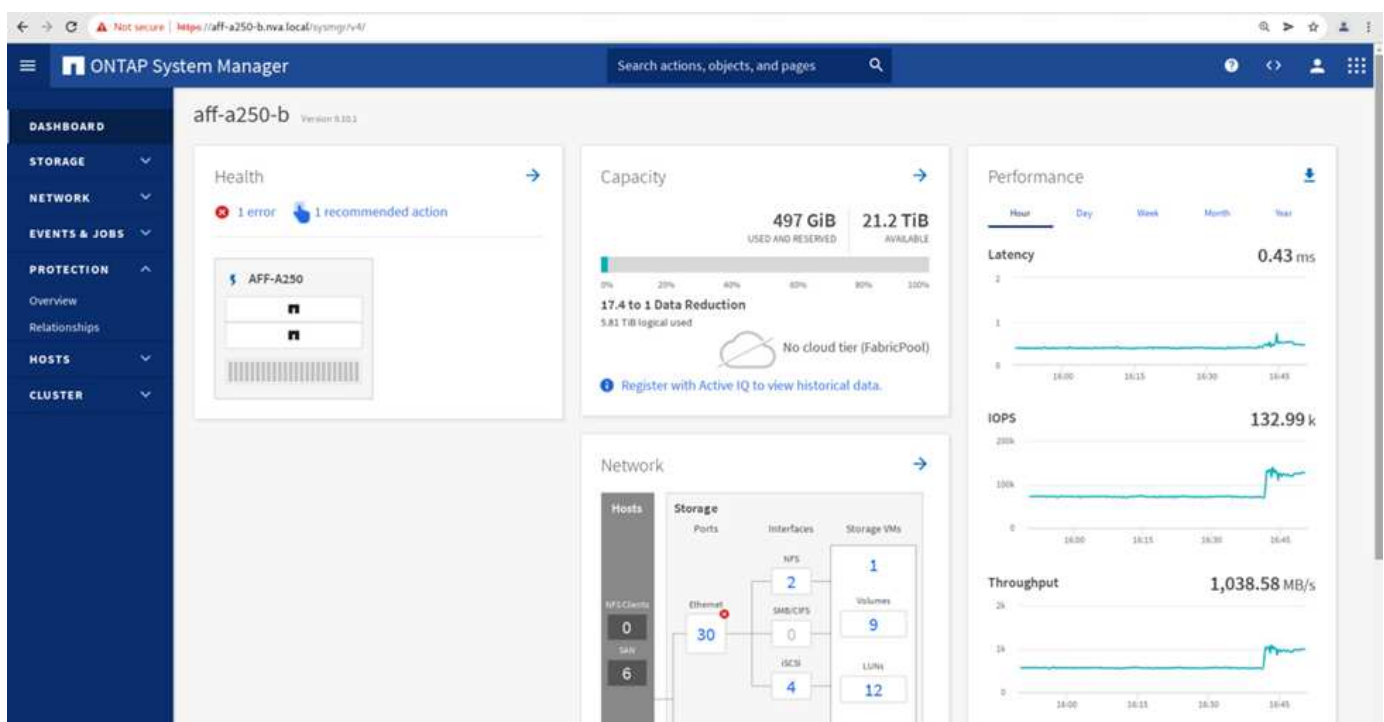 Not secure | https://aff-a250-b.nva.local/sysmgr/v4/
ONTAP System Manager
Search actions, objects, and pages
DASHBOARD
STORAGE
NETWORK
EVENTS & JOBS
PROTECTION
Overview
Relationships
HOSTS
CLUSTER
aff-a250-b Version 9.10.1
Health
1 error 1 recommended action
AFF-A250
Capacity
497 GiB 21.2 TiB
USED AND RESERVED AVAILABLE
0% 20% 40% 60% 80% 100%
17.4 to 1 Data Reduction
5.81 TiB logical used
No cloud tier (FabricPool)
Register with Active IQ to view historical data.
Network
Hosts
Storage
Ports Interfaces Storage VMs
NFS
2
1
NFS Clients
0
SAN
6
Ethernet
30
SMB/CIFS
0
iSCSI
4
Volumes
9
LUNs
12
Performance
Hour Day Week Month Year
Latency 0.43 ms
2
1
0
16:00 16:15 16:30 16:45
IOPS 132.99 k
200k
100k
0
16:00 16:15 16:30 16:45
Throughput 1,038.58 MB/s
2k
1k
0
16:00 16:15 16:30 16:45